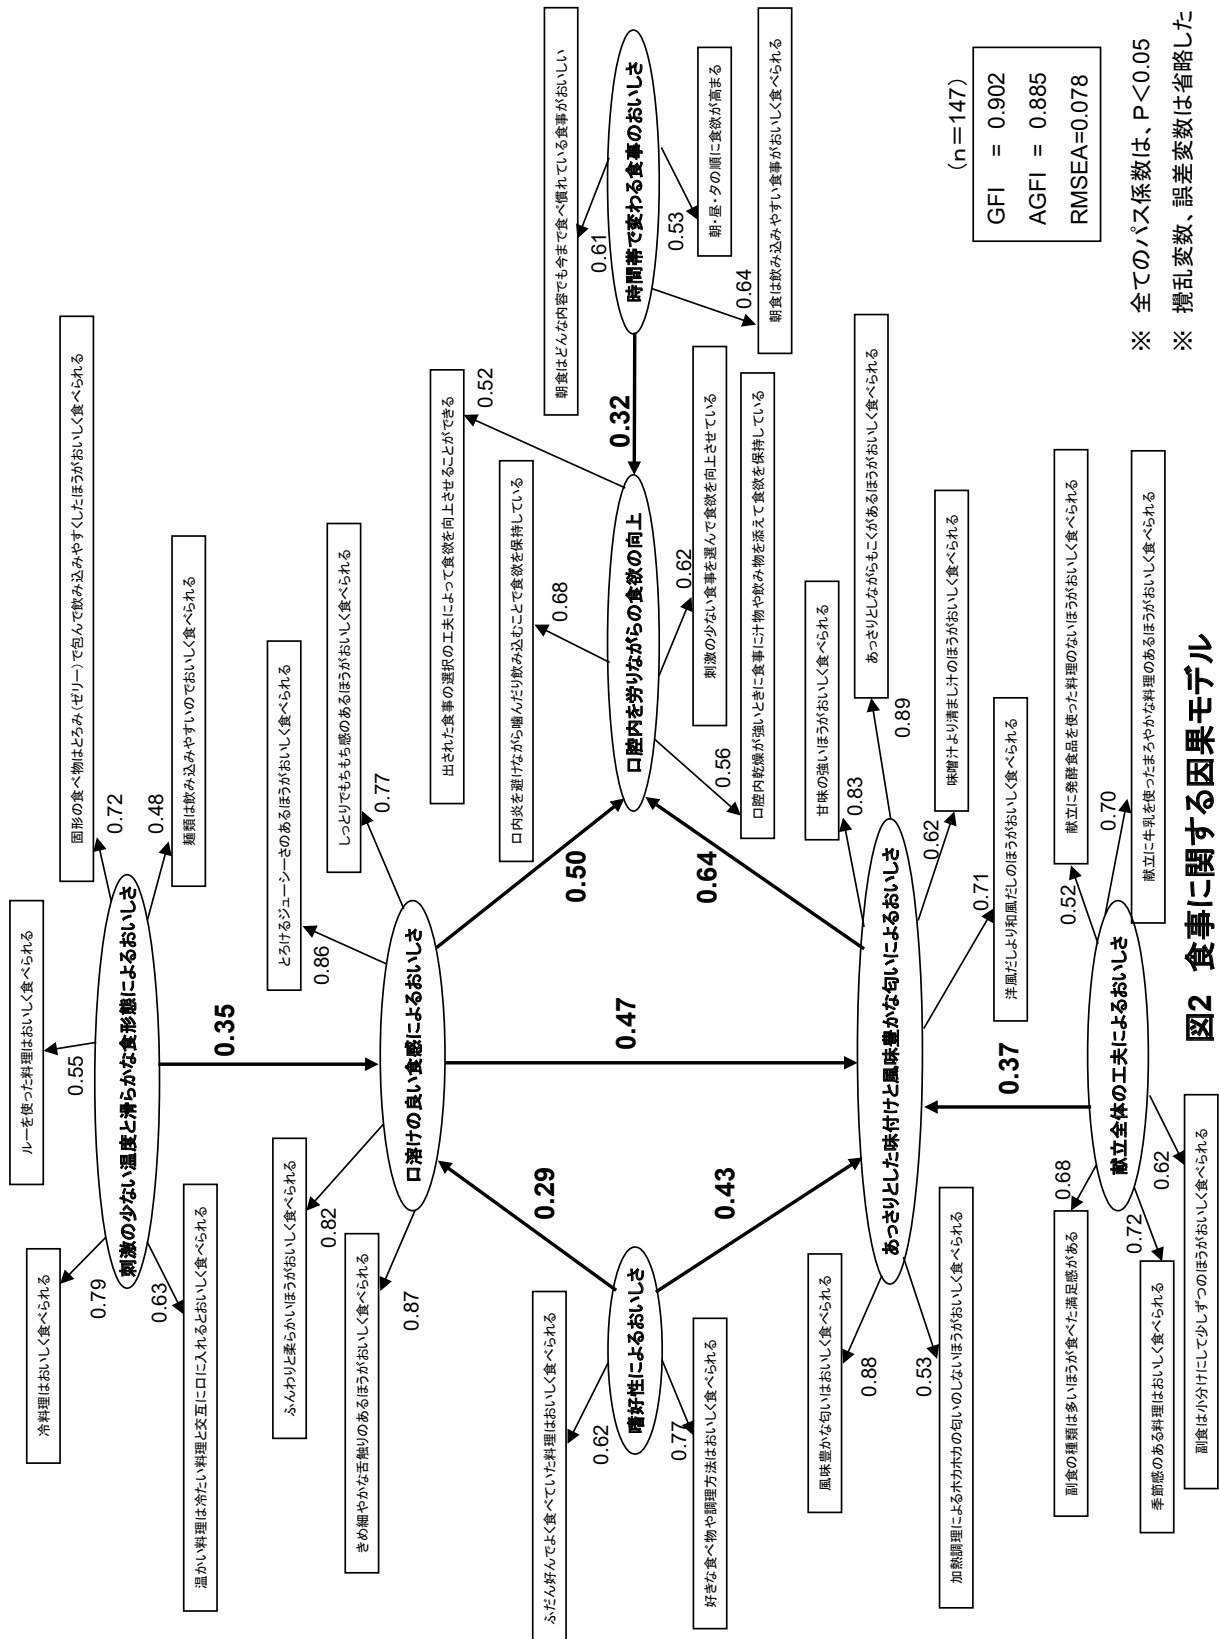 冷料理はおいしく食べられる
0.79
ルーを使った料理はおいしく食べられる
0.55
固形の食べ物はとろみ(ゼリー)で包んで飲み込みやすくしたほうがおいしく食べられる
0.72
刺激の少ない温度と滑らかな食形態によるおいしさ
0.63
0.48
温かい料理は冷たい料理と交互に口に入れるとおいしく食べられる
麺類は飲み込みやすいのでおいしく食べられる
0.35
ふんわりと柔らかいほうがおいしく食べられる
0.82
とろけるジューシーさのあるほうがおいしく食べられる
0.86
しっとりでもちもち感のあるほうがおいしく食べられる
0.77
きめ細やかな舌触りのあるほうがおいしく食べられる
0.87
口溶けの良い食感によるおいしさ
出された食事の選択の工夫によって食欲を向上させることができる
0.52
口内炎を避けながら噛んだり飲み込むことで食欲を保持している
0.68
朝食はどんな内容でも今まで食べ慣れている食事がおいしい
0.61
0.29
0.50
ふだん好んでよく食べていた料理はおいしく食べられる
0.62
嗜好性によるおいしさ
0.77
好きな食べ物や調理方法はおいしく食べられる
0.47
口腔内を労りながらの食欲の向上
0.32
時間帯で変わる食事のおいしさ
0.53
朝・昼・夕の順に食欲が高まる
0.64
朝食は飲み込みやすい食事がおいしく食べられる
0.62
刺激の少ない食事を選んで食欲を向上させている
0.56
口腔内乾燥が強いときに食事に汁物や飲み物を添えて食欲を保持している
0.43
0.64
風味豊かな匂いはおいしく食べられる
0.88
甘味の強いほうがおいしく食べられる
0.83
あっさりとしながらもこくがあるほうがおいしく食べられる
0.89
あっさりとした味付けと風味豊かな匂いによるおいしさ
0.53
加熱調理によるホカホカの匂いのしないほうがおいしく食べられる
0.62
味噌汁より清まし汁のほうがおいしく食べられる
0.71
洋風だしより和風だしのほうがおいしく食べられる
0.37
副食の種類は多いほうが食べた満足感がある
0.68
献立に発酵食品を使った料理のないほうがおいしく食べられる
0.52
献立全体の工夫によるおいしさ
0.70
献立に牛乳を使ったまろやかな料理のあるほうがおいしく食べられる
0.72
季節感のある料理はおいしく食べられる
0.62
副食は小分けにして少しずつのほうがおいしく食べられる
(n=147)
GFI = 0.902
AGFI = 0.885
RMSEA=0.078
※ 全てのパス係数は、P<0.05
※ 攪乱変数、誤差変数は省略した
図2 食事に関する因果モデル